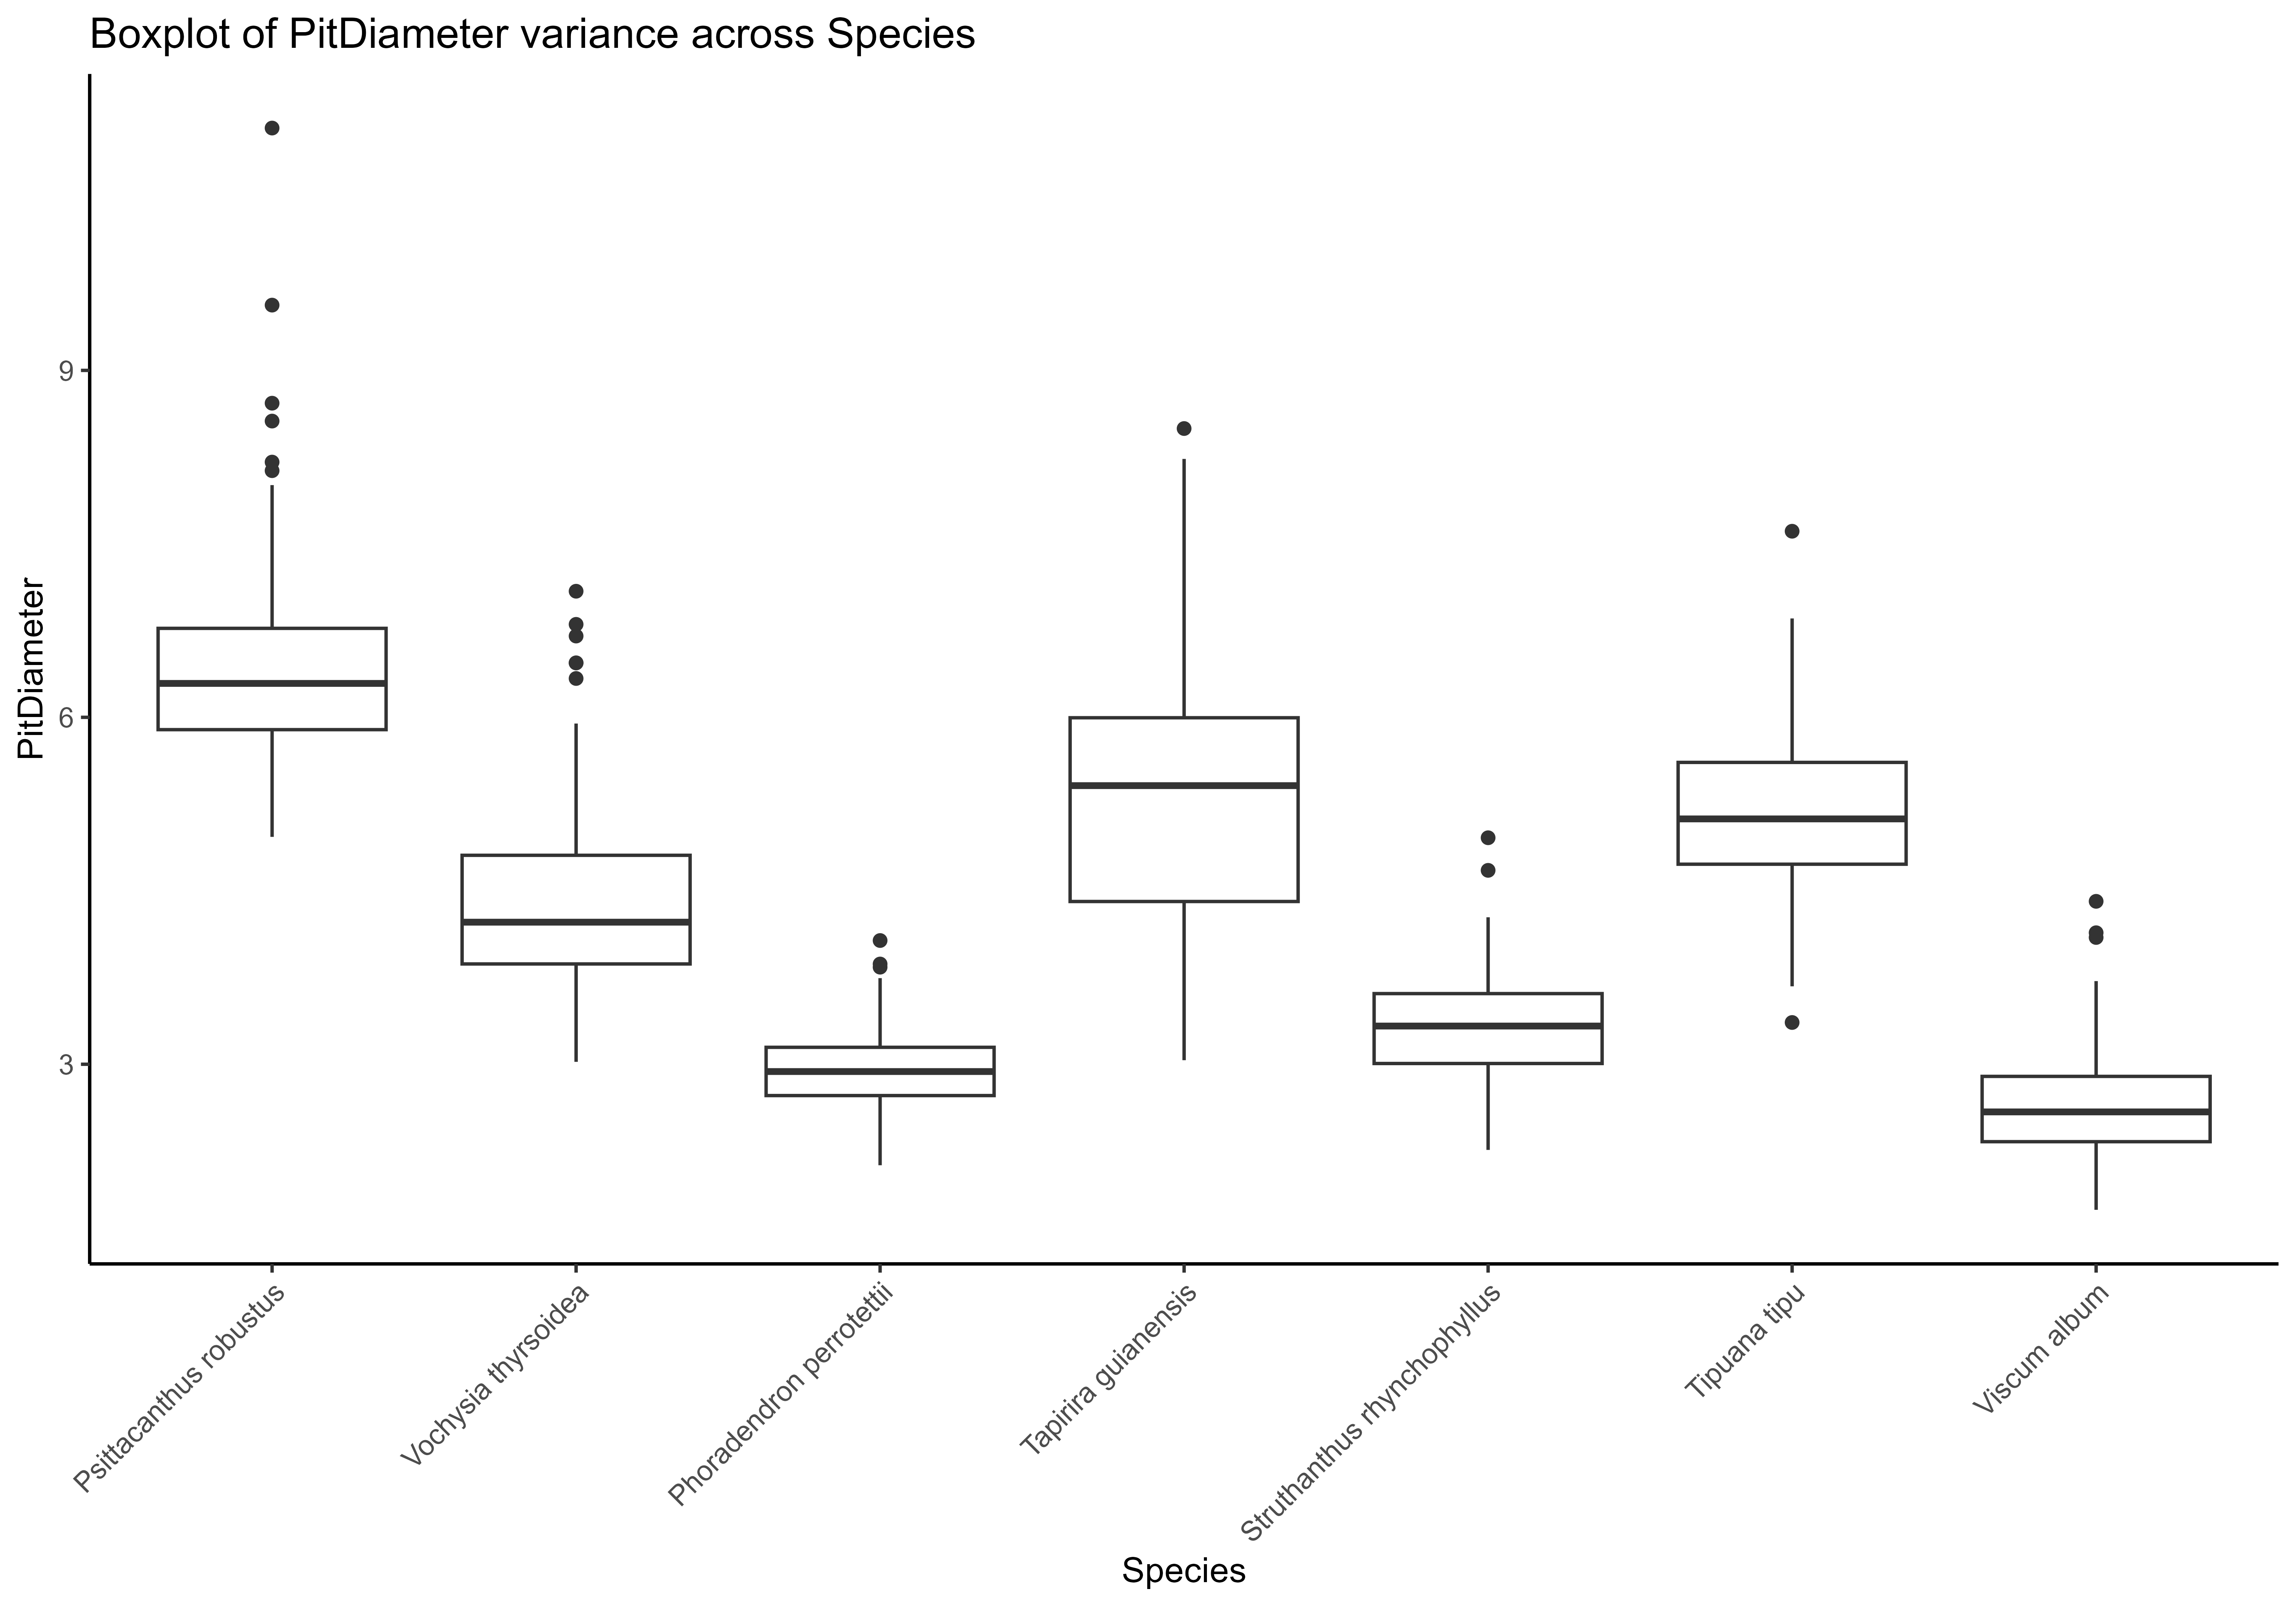 Boxplot of PitDiameter variance across Species
PitDiameter
9
6
3
Psittacanthus robustus
Vochysia thyrsoidea
Phoradendron perrotettii
Tapirira guianensis
Struthanthus rhynchophyllus
Tipuana tipu
Viscum album
Species